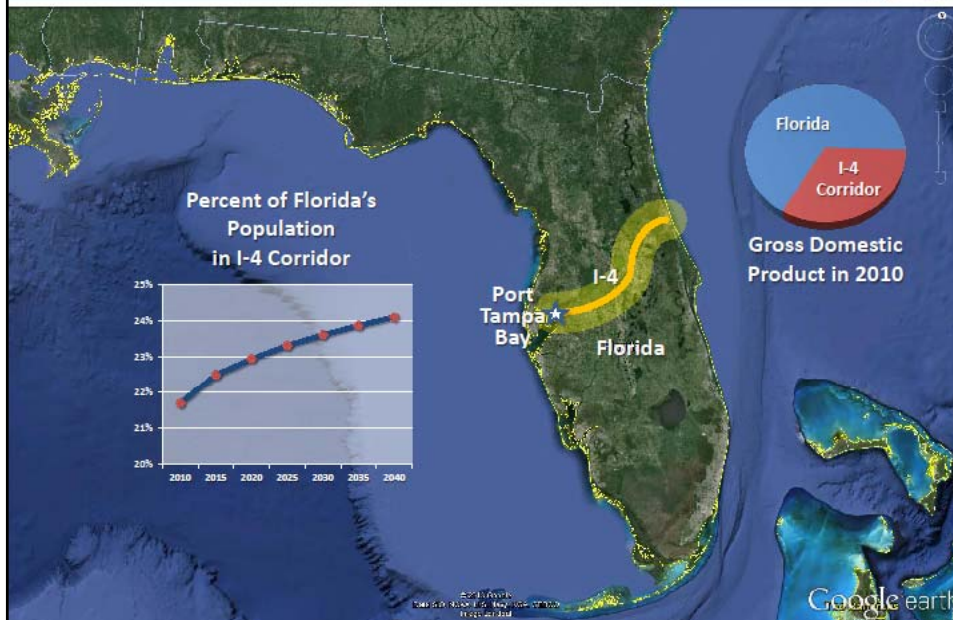 Percent of Florida's
Population
in I-4 Corridor
25%
24%
23%
22%
21%
20%
2010 2015 2020 2025 2030 2035 2040
Port
Tampa
Bay
I-4
Florida
Florida
I-4
Corridor
Gross Domestic
Product in 2010
Google earth